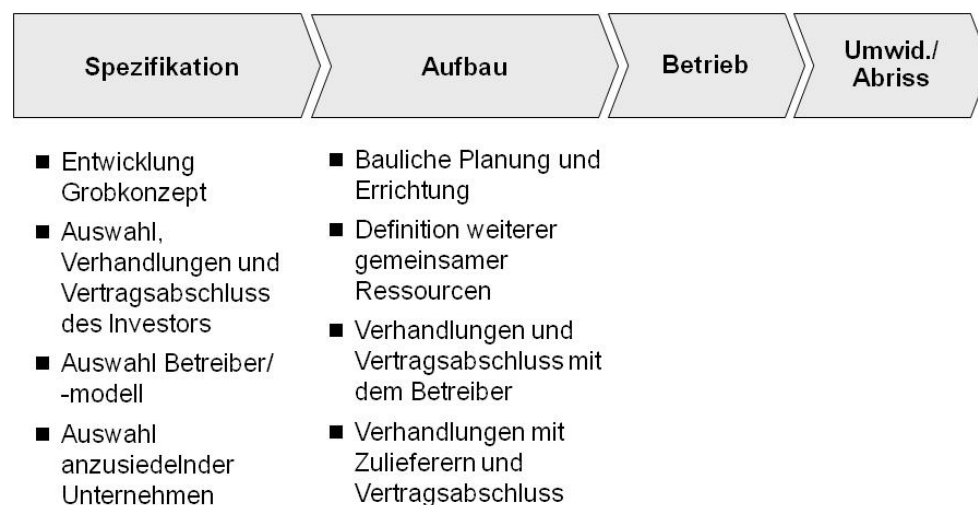 Spezifikation
Aufbau
Betrieb
Umwid./
Abriss
■ Entwicklung
Grobkonzept
■ Auswahl,
Verhandlungen und
Vertragsabschluss
des Investors
■ Auswahl Betreiber/
-modell
■ Auswahl
anzusiedelnder
Unternehmen
■ Bauliche Planung und
Errichtung
■ Definition weiterer
gemeinsamer
Ressourcen
■ Verhandlungen und
Vertragsabschluss mit
dem Betreiber
■ Verhandlungen mit
Zulieferern und
Vertragsabschluss